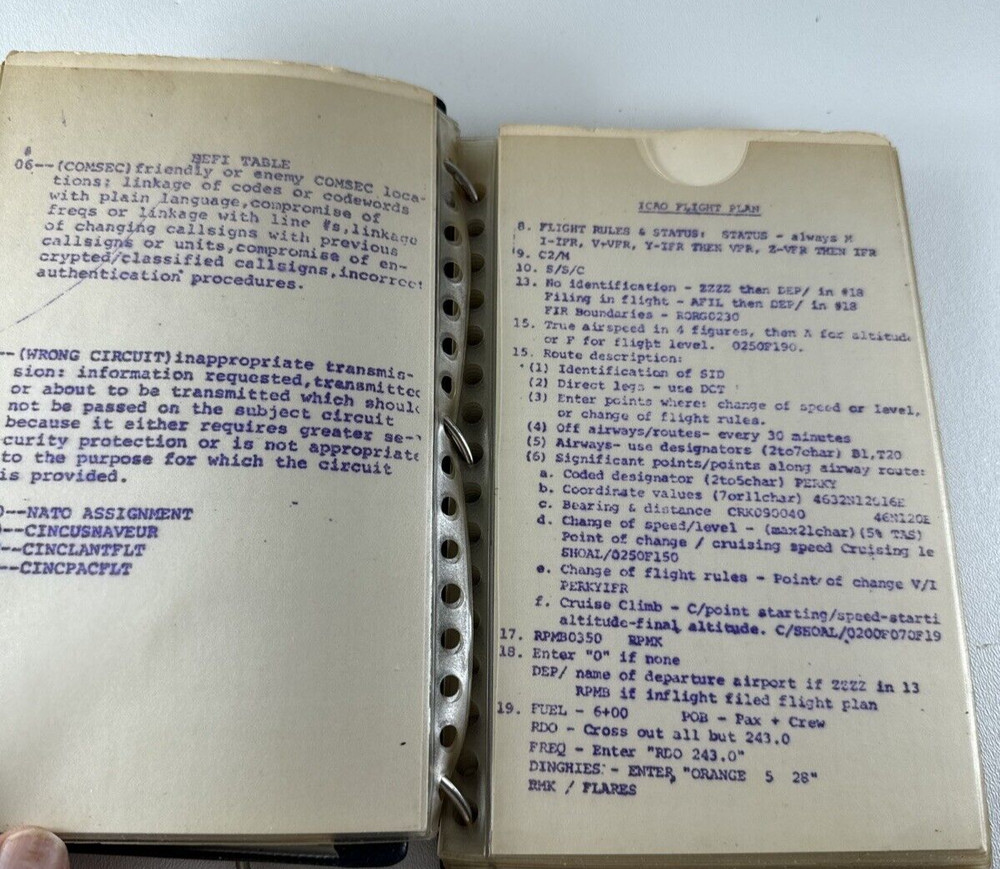 BEFI TABLE
06--(COMSEC)friendly or enemy COMSEC loca-
tions: linkage of codes or codewords
with plain language,compromise of
freqs or linkage with line #s,linkage
of changing callsigns with previous
callsigns or units,compromise of en-
crypted/classified callsigns,incorrect
authentication procedures.
--(WRONG CIRCUIT)inappropriate transmis-
sion: information requested,transmitted
or about to be transmitted which should
not be passed on the subject circuit
because it either requires greater se-
curity protection or is not appropriate
to the purpose for which the circuit
is provided.
--NATO ASSIGNMENT
--CINCUSNAVEUR
--CINCLANTFLT
--CINCPACFLT
ICAO FLIGHT PLAN
8. FLIGHT RULES & STATUS: STATUS - always M
I-IFR, V-VFR, Y-IFR THEN VFR, Z-VFR THEN IFR
9. C2/M
10. S/S/C
13. No identification - ZZZZ then DEP/ in #18
Filing in flight - AFIL then DEP/ in #18
FIR Boundaries - RORG0230
15. True airspeed in 4 figures, then A for altitude
or F for flight level. 0250F190.
15. Route description:
(1) Identification of SID
(2) Direct legs - use DCT
(3) Enter points where: change of speed or level,
or change of flight rules.
(4) Off airways/routes- every 30 minutes
(5) Airways- use designators (2to7char) B1,T20
(6) Significant points/points along airway route:
a. Coded designator (2to5char) PERKY
b. Coordinate values (7or11char) 4632N12016E
46N120E
c. Bearing & distance CRK090040
d. Change of speed/level - (max21char)(5% TAS)
Point of change / cruising speed Cruising le
SHOAL/0250F150
e. Change of flight rules - Point of change V/I
PERKYIFR
f. Cruise Climb - C/point starting/speed-starti
altitude-final altitude. C/SHOAL/0200F070F19
17. RPMB0350 RPMK
18. Enter "0" if none
DEP/ name of departure airport if ZZZZ in 13
RPMB if inflight filed flight plan
19. FUEL - 6+00 POB - Pax + Crew
RDO - Cross out all but 243.0
FREQ - Enter "RDO 243.0"
DINGHIES - ENTER "ORANGE 5 28"
RMK / FLARES